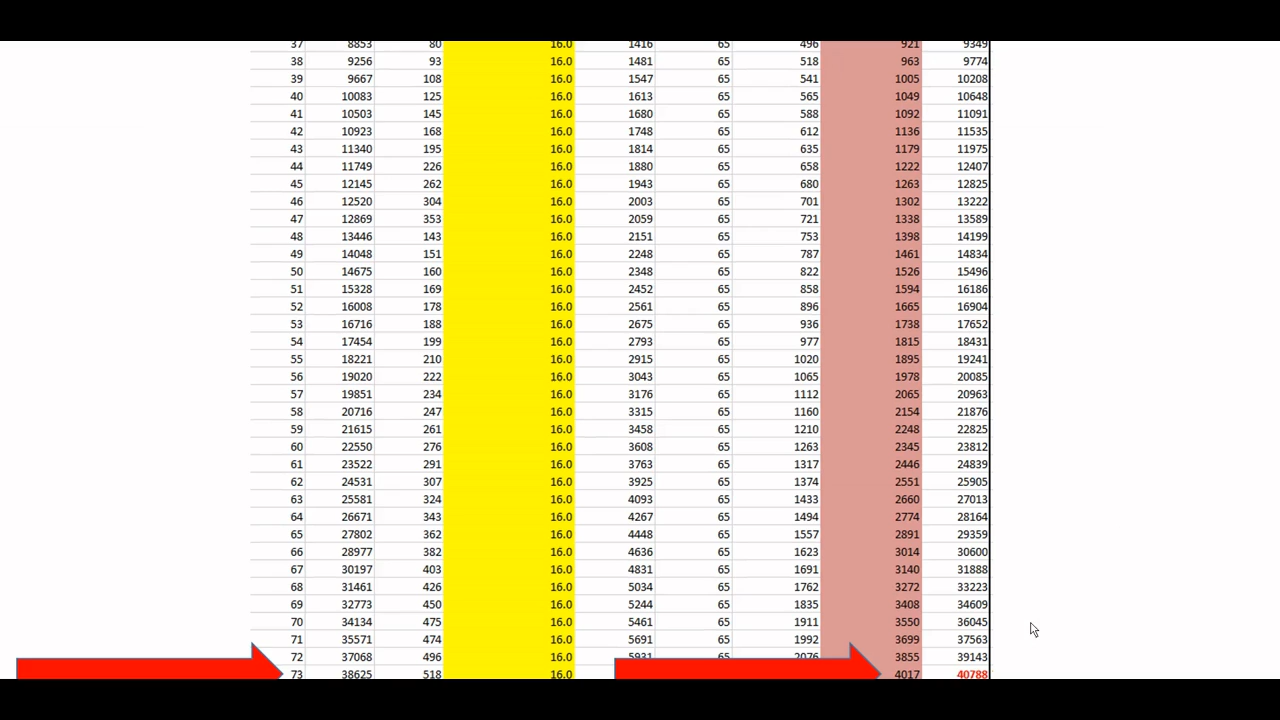 37 8853 80 16.0 1416 65 496 921 9349
38 9256 93 16.0 1481 65 518 963 9774
39 9667 108 16.0 1547 65 541 1005 10208
40 10083 125 16.0 1613 65 565 1049 10648
41 10503 145 16.0 1680 65 588 1092 11091
42 10923 168 16.0 1748 65 612 1136 11535
43 11340 195 16.0 1814 65 635 1179 11975
44 11749 226 16.0 1880 65 658 1222 12407
45 12145 262 16.0 1943 65 680 1263 12825
46 12520 304 16.0 2003 65 701 1302 13222
47 12869 353 16.0 2059 65 721 1338 13589
48 13446 143 16.0 2151 65 753 1398 14199
49 14048 151 16.0 2248 65 787 1461 14834
50 14675 160 16.0 2348 65 822 1526 15496
51 15328 169 16.0 2452 65 858 1594 16186
52 16008 178 16.0 2561 65 896 1665 16904
53 16716 188 16.0 2675 65 936 1738 17652
54 17454 199 16.0 2793 65 977 1815 18431
55 18221 210 16.0 2915 65 1020 1895 19241
56 19020 222 16.0 3043 65 1065 1978 20085
57 19851 234 16.0 3176 65 1112 2065 20963
58 20716 247 16.0 3315 65 1160 2154 21876
59 21615 261 16.0 3458 65 1210 2248 22825
60 22550 276 16.0 3608 65 1263 2345 23812
61 23522 291 16.0 3763 65 1317 2446 24839
62 24531 307 16.0 3925 65 1374 2551 25905
63 25581 324 16.0 4093 65 1433 2660 27013
64 26671 343 16.0 4267 65 1494 2774 28164
65 27802 362 16.0 4448 65 1557 2891 29359
66 28977 382 16.0 4636 65 1623 3014 30600
67 30197 403 16.0 4831 65 1691 3140 31888
68 31461 426 16.0 5034 65 1762 3272 33223
69 32773 450 16.0 5244 65 1835 3408 34609
70 34134 475 16.0 5461 65 1911 3550 36045
71 35571 474 16.0 5691 65 1992 3699 37563
72 37068 496 16.0 5931 65 2076 3855 39143
73 38625 518 16.0 4017 40788